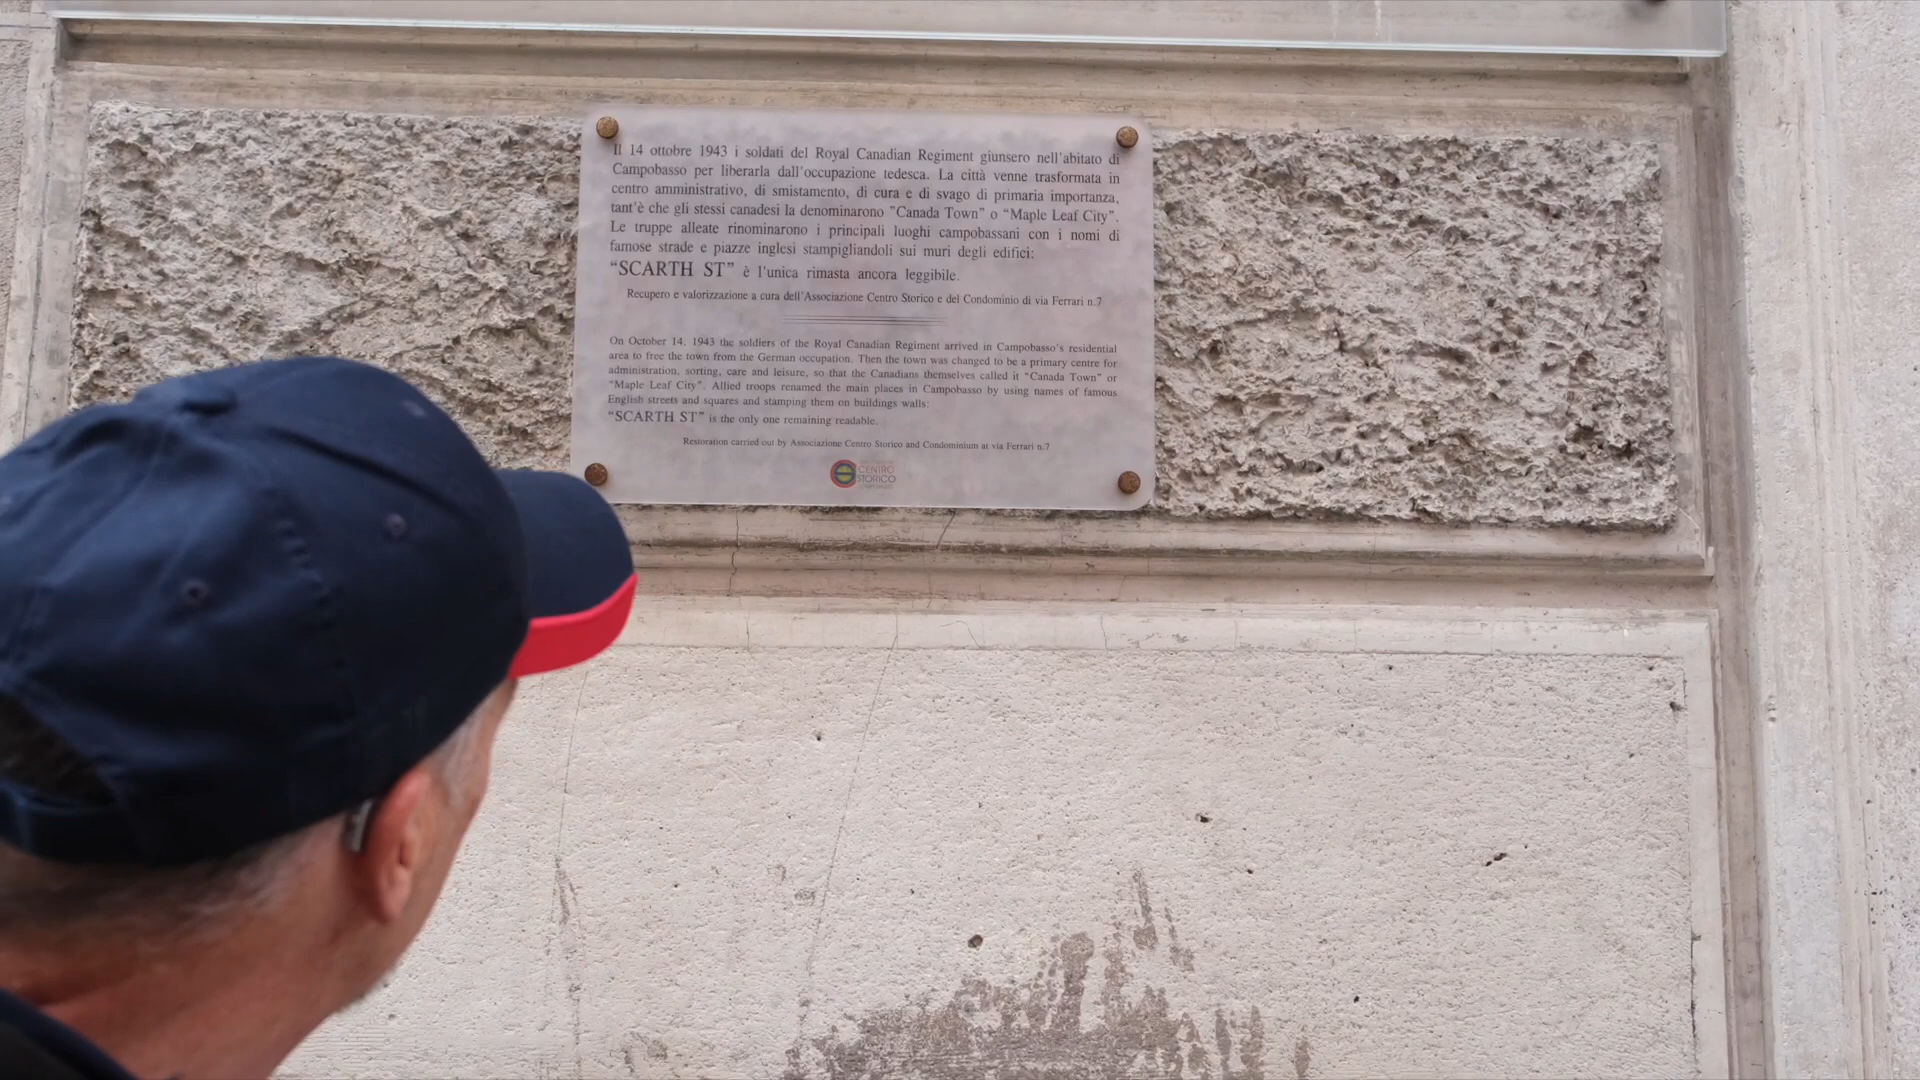 Il 14 ottobre 1943 i soldati del Royal Canadian Regiment giunsero nell'abitato di
Campobasso per liberarla dall'occupazione tedesca. La città venne trasformata in
centro amministrativo, di smistamento, di cura e di svago di primaria importanza,
tant'è che gli stessi canadesi la denominarono "Canada Town" o "Maple Leaf City".
Le truppe alleate rinominarono i principali luoghi campobassani con i nomi di
famose strade e piazze inglesi stampigliandoli sui muri degli edifici:
"SCARTH ST" è l'unica rimasta ancora leggibile.
Recupero e valorizzazione a cura dell'Associazione Centro Storico e del Condominio di via Ferrari n.7
On October 14, 1943 the soldiers of the Royal Canadian Regiment arrived in Campobasso's residential
area to free the town from the German occupation. Then the town was changed to be a primary centre for
administration, sorting, care and leisure, so that the Canadians themselves called it "Canada Town" or
"Maple Leaf City". Allied troops renamed the main places in Campobasso by using names of famous
English streets and squares and stamping them on buildings walls:
"SCARTH ST" is the only one remaining readable.
Restoration carried out by Associazione Centro Storico and Condominium at via Ferrari n.7
CENTRO
STORICO